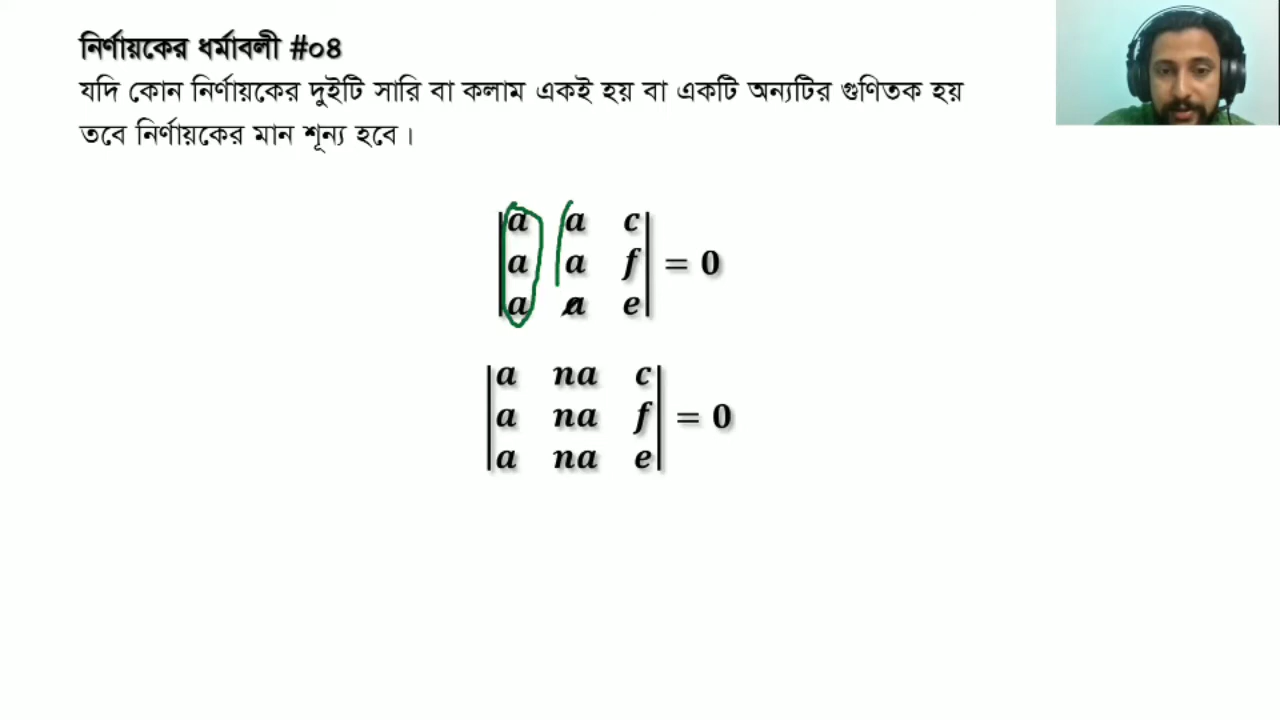 নির্ণায়কের ধর্মাবলী #০৪
যদি কোন নির্ণায়কের দুইটি সারি বা কলাম একই হয় বা একটি অন্যটির গুণিতক হয়
তবে নির্ণায়কের মান শূন্য হবে।
a a c
a a f = 0
a a e
a na c
a na f = 0
a na e